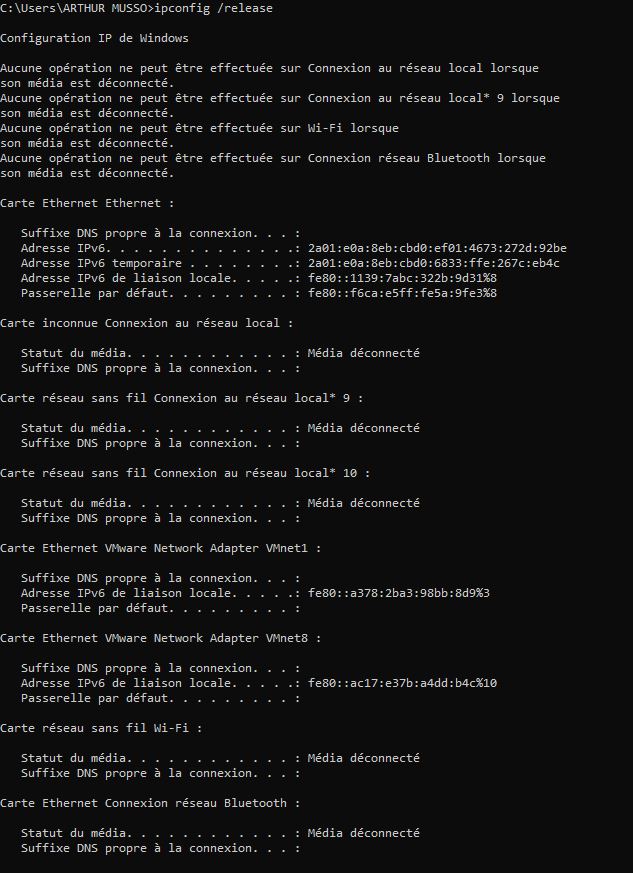 C:\Users\ARTHUR MUSSO>ipconfig /release
Configuration IP de Windows
Aucune opération ne peut être effectuée sur Connexion au réseau local lorsque
son média est déconnecté.
Aucune opération ne peut être effectuée sur Connexion au réseau local* 9 lorsque
son média est déconnecté.
Aucune opération ne peut être effectuée sur Wi-Fi lorsque
son média est déconnecté.
Aucune opération ne peut être effectuée sur Connexion réseau Bluetooth lorsque
son média est déconnecté.
Carte Ethernet Ethernet :
Suffixe DNS propre à la connexion. . . :
Adresse IPv6. . . . . . . . . . . . . .: 2a01:e0a:8eb:cbd0:ef01:4673:272d:92be
Adresse IPv6 temporaire . . . . . . . .: 2a01:e0a:8eb:cbd0:6833:ffe:267c:eb4c
Adresse IPv6 de liaison locale. . . . .: fe80::1139:7abc:322b:9d31%8
Passerelle par défaut. . . . . . . . . : fe80::f6ca:e5ff:fe5a:9fe3%8
Carte inconnue Connexion au réseau local :
Statut du média. . . . . . . . . . . . : Média déconnecté
Suffixe DNS propre à la connexion. . . :
Carte réseau sans fil Connexion au réseau local* 9 :
Statut du média. . . . . . . . . . . . : Média déconnecté
Suffixe DNS propre à la connexion. . . :
Carte réseau sans fil Connexion au réseau local* 10 :
Statut du média. . . . . . . . . . . . : Média déconnecté
Suffixe DNS propre à la connexion. . . :
Carte Ethernet VMware Network Adapter VMnet1 :
Suffixe DNS propre à la connexion. . . :
Adresse IPv6 de liaison locale. . . . .: fe80::a378:2ba3:98bb:8d9%3
Passerelle par défaut. . . . . . . . . :
Carte Ethernet VMware Network Adapter VMnet8 :
Suffixe DNS propre à la connexion. . . :
Adresse IPv6 de liaison locale. . . . .: fe80::ac17:e37b:a4dd:b4c%10
Passerelle par défaut. . . . . . . . . :
Carte réseau sans fil Wi-Fi :
Statut du média. . . . . . . . . . . . : Média déconnecté
Suffixe DNS propre à la connexion. . . :
Carte Ethernet Connexion réseau Bluetooth :
Statut du média. . . . . . . . . . . . : Média déconnecté
Suffixe DNS propre à la connexion. . . :